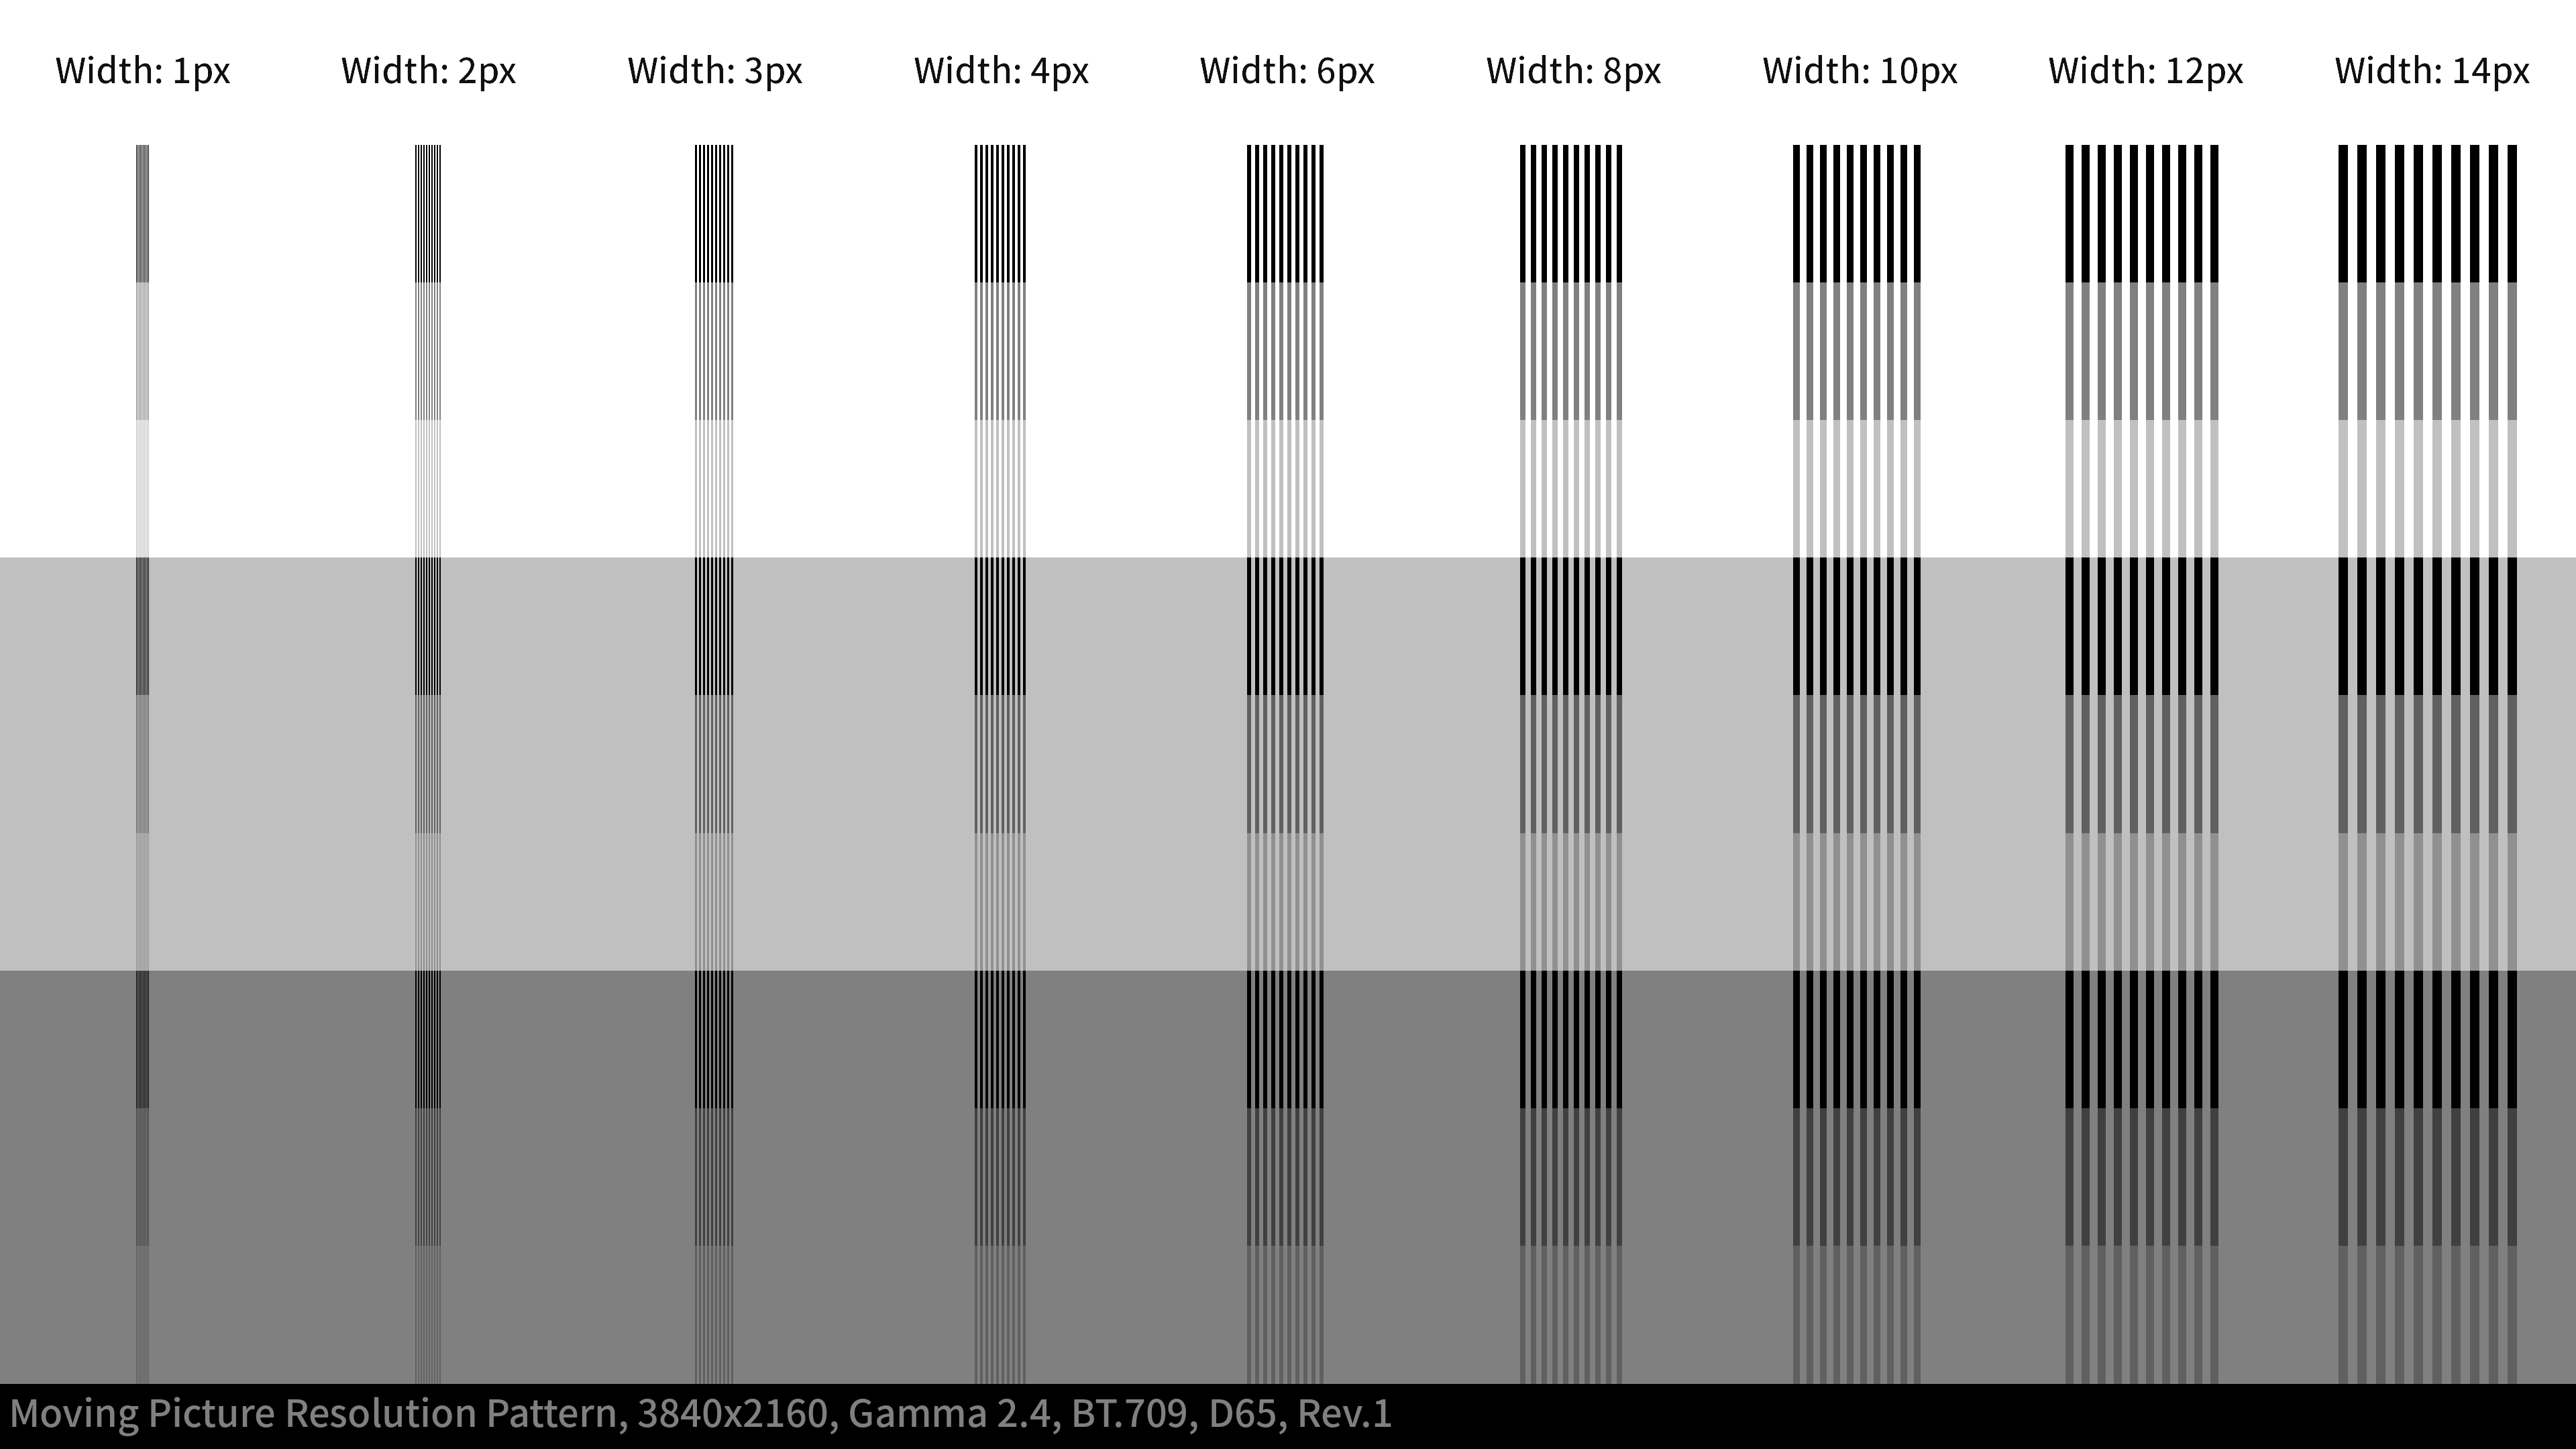 Width: 1px Width: 2px Width: 3px Width: 4px Width: 6px Width: 8px Width: 10px Width: 12px Width: 14px
Moving Picture Resolution Pattern, 3840x2160, Gamma 2.4, BT.709, D65, Rev.1